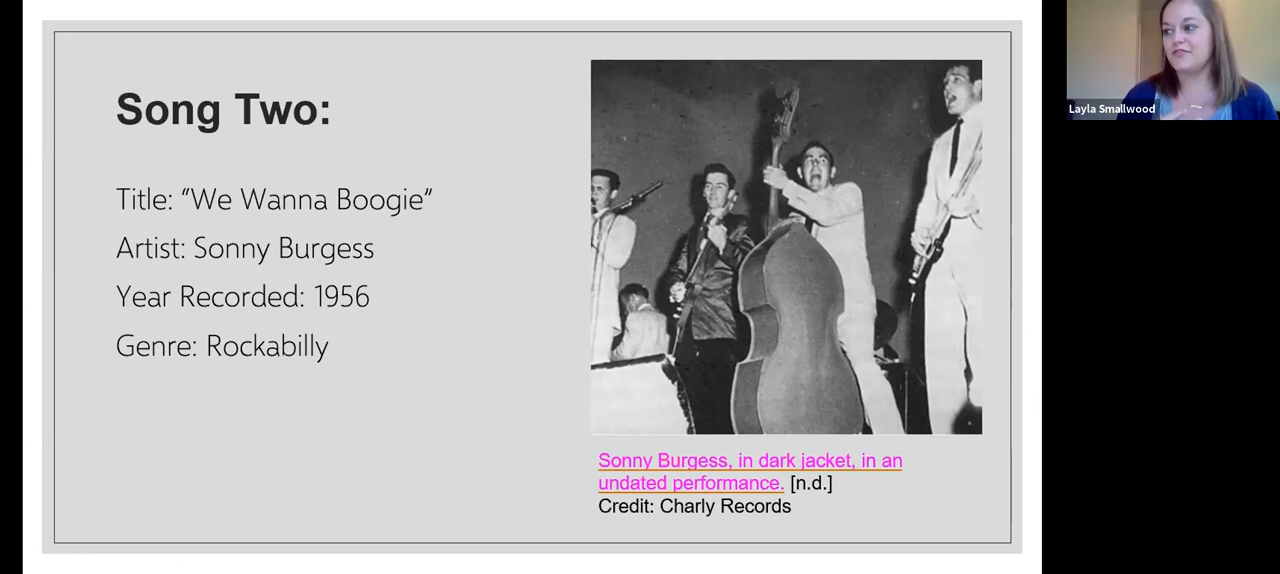 Song Two:
Title: “We Wanna Boogie”
Artist: Sonny Burgess
Year Recorded: 1956
Genre: Rockabilly
Sonny Burgess, in dark jacket, in an
undated performance. [n.d.]
Credit: Charly Records
Layla Smallwood